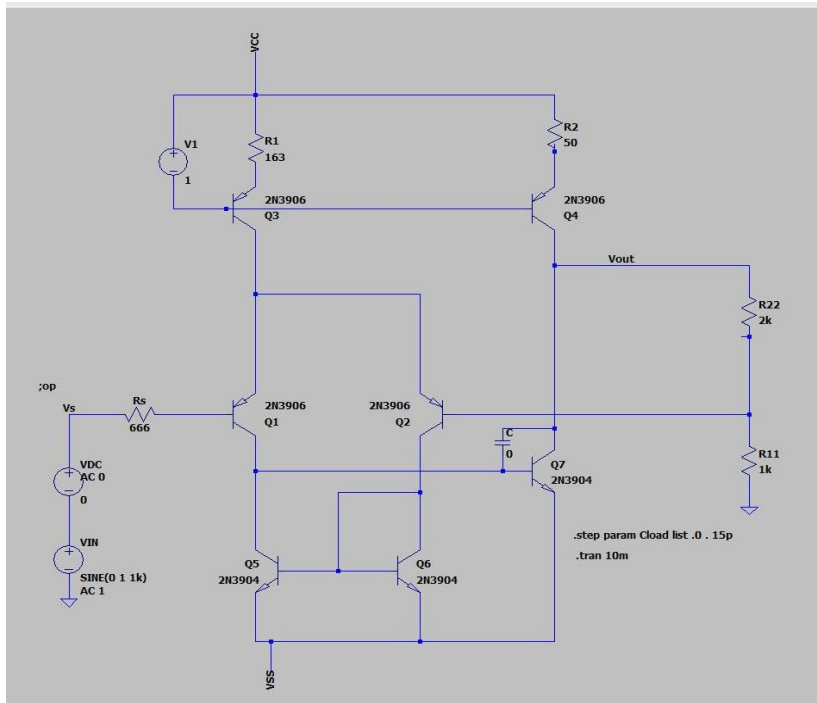 VCC
V1
1
R1
163
R2
50
2N3906
Q3
2N3906
Q4
Vout
R22
2k
;op
Vs
Rs
666
2N3906
Q1
2N3906
Q2
C
0
Q7
2N3904
R11
1k
VDC
AC 0
0
VIN
SINE(0 1 1k)
AC 1
Q5
2N3904
Q6
2N3904
.step param Cload list .0 . 15p
.tran 10m
VSS